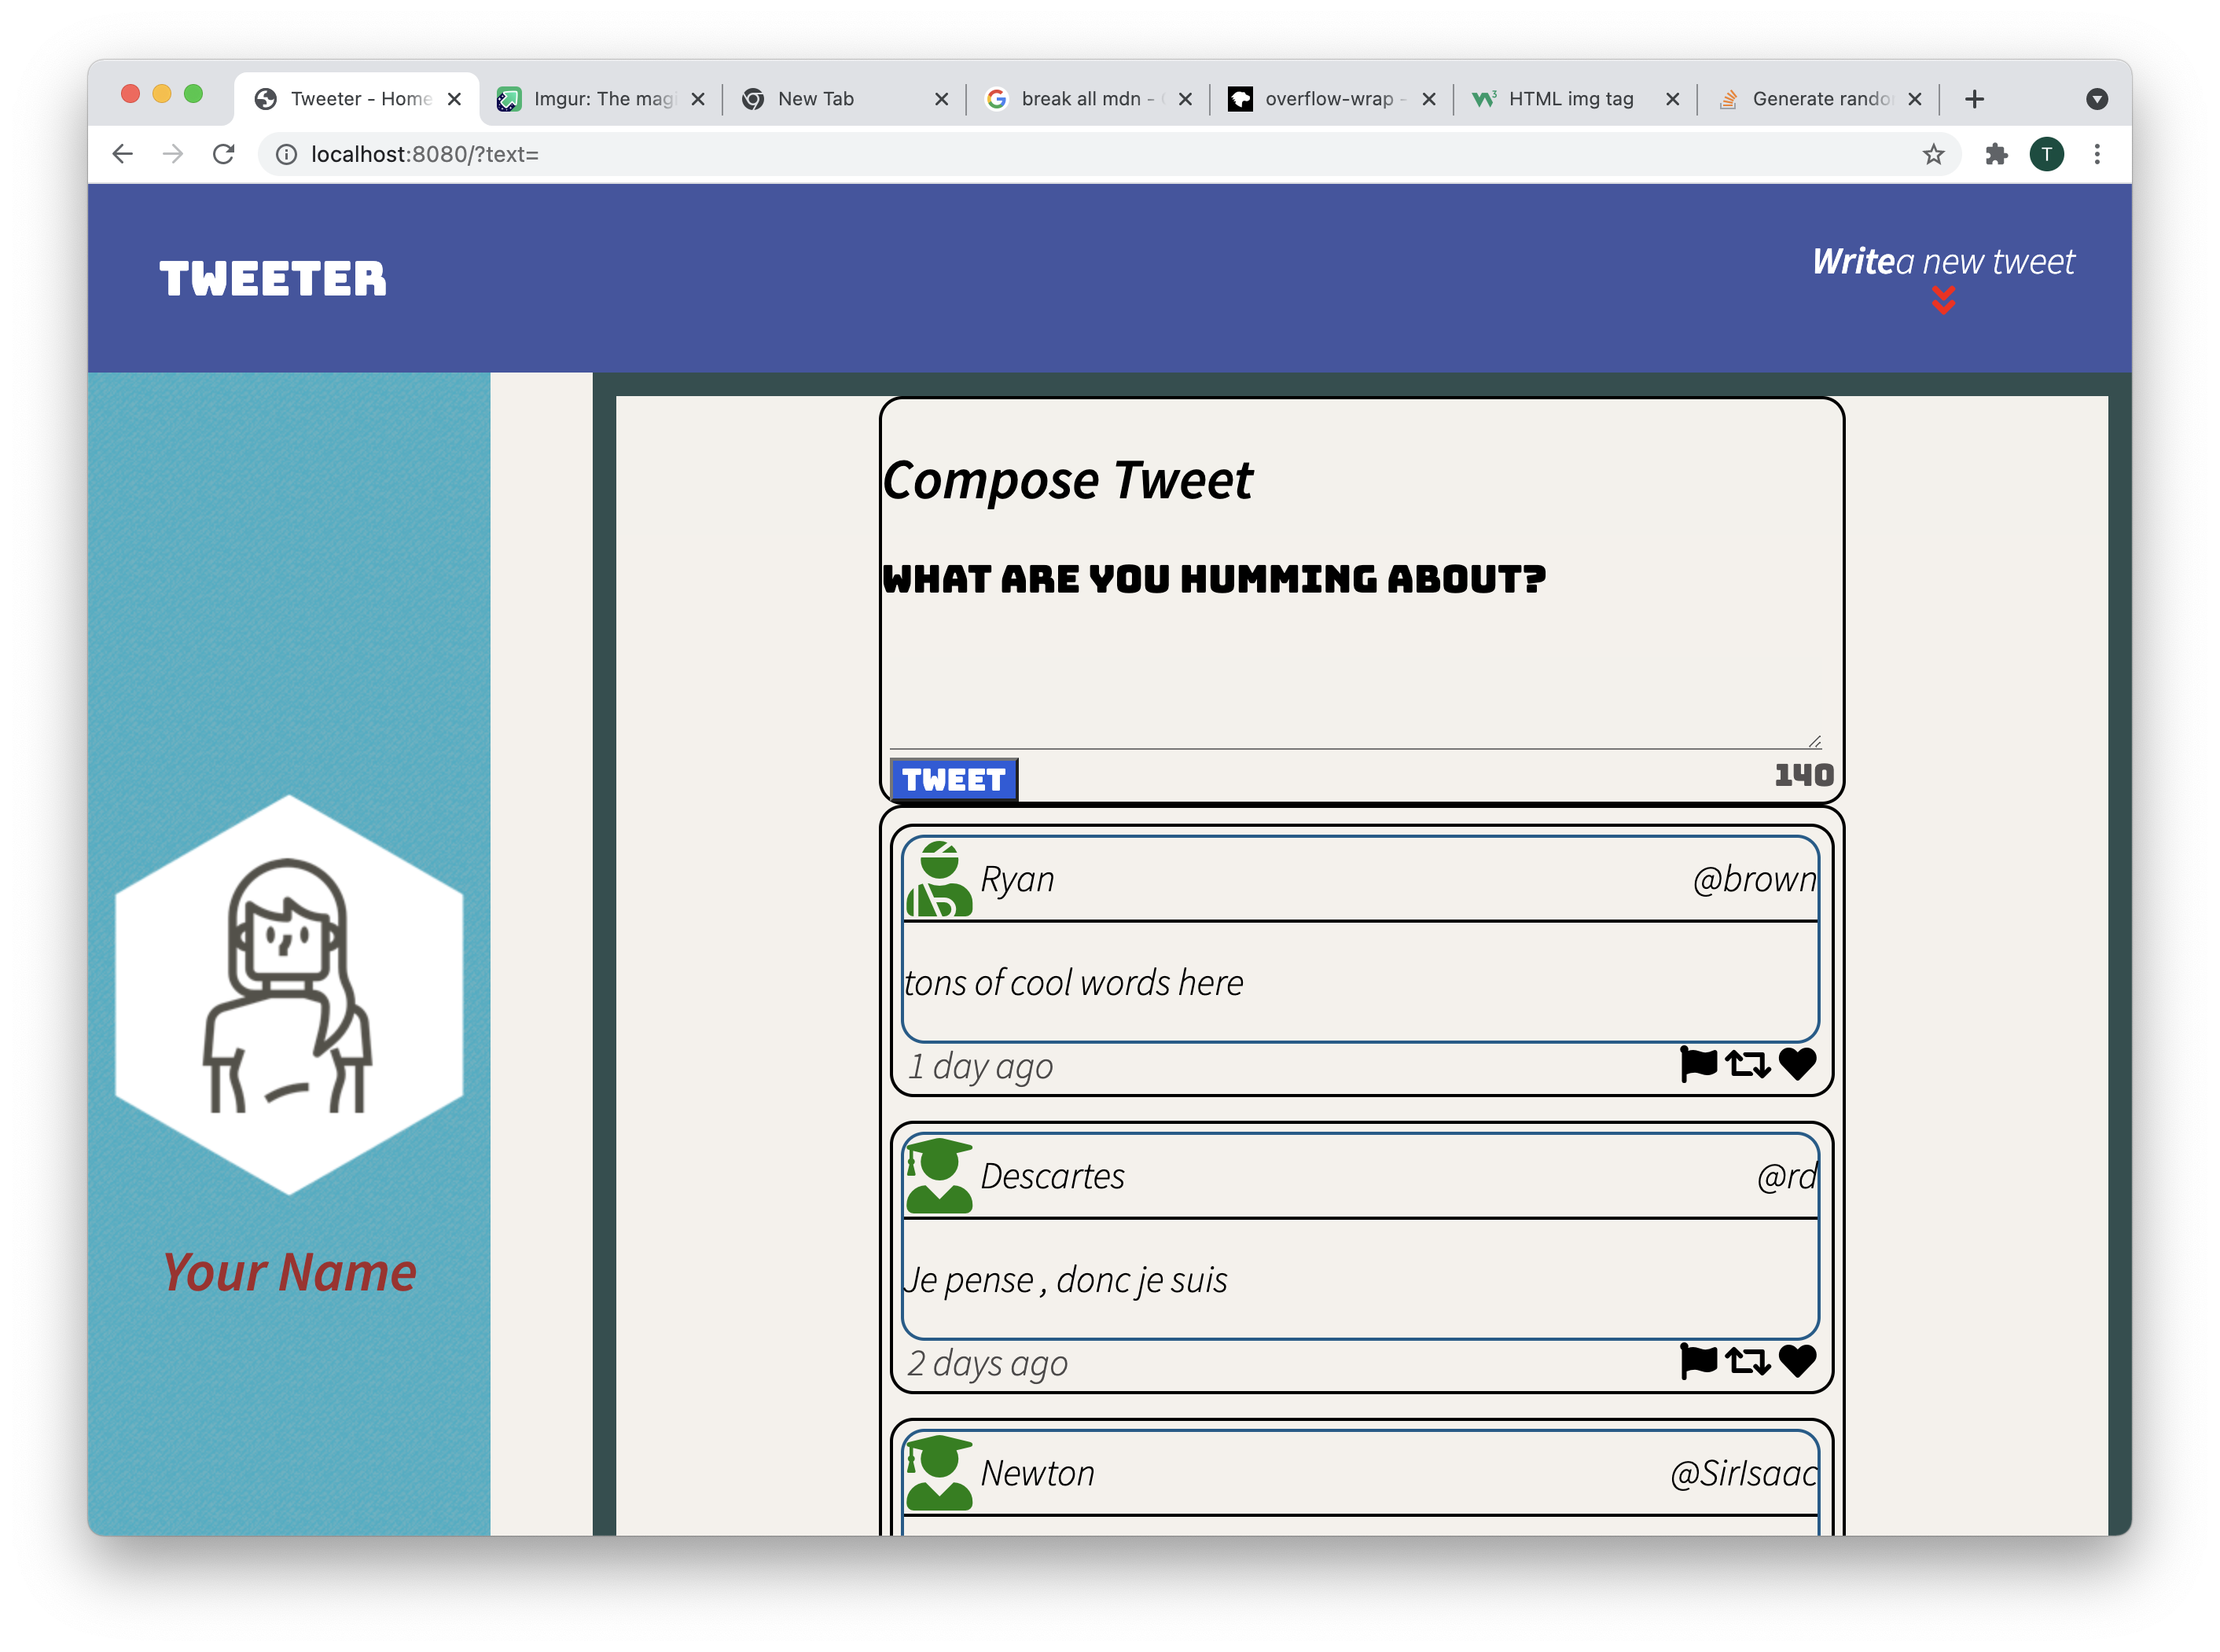 Tweeter - Home
Imgur: The magi
New Tab
break all mdn -
overflow-wrap -
HTML img tag
Generate rando
localhost:8080/?text=
T
TWEETER
Writea new tweet
Compose Tweet
WHAT ARE YOU HUMMING ABOUT?
TWEET
140
Ryan
@brown
tons of cool words here
1 day ago
Descartes
@rd
Je pense , donc je suis
2 days ago
Newton
@SirIsaac
Your Name